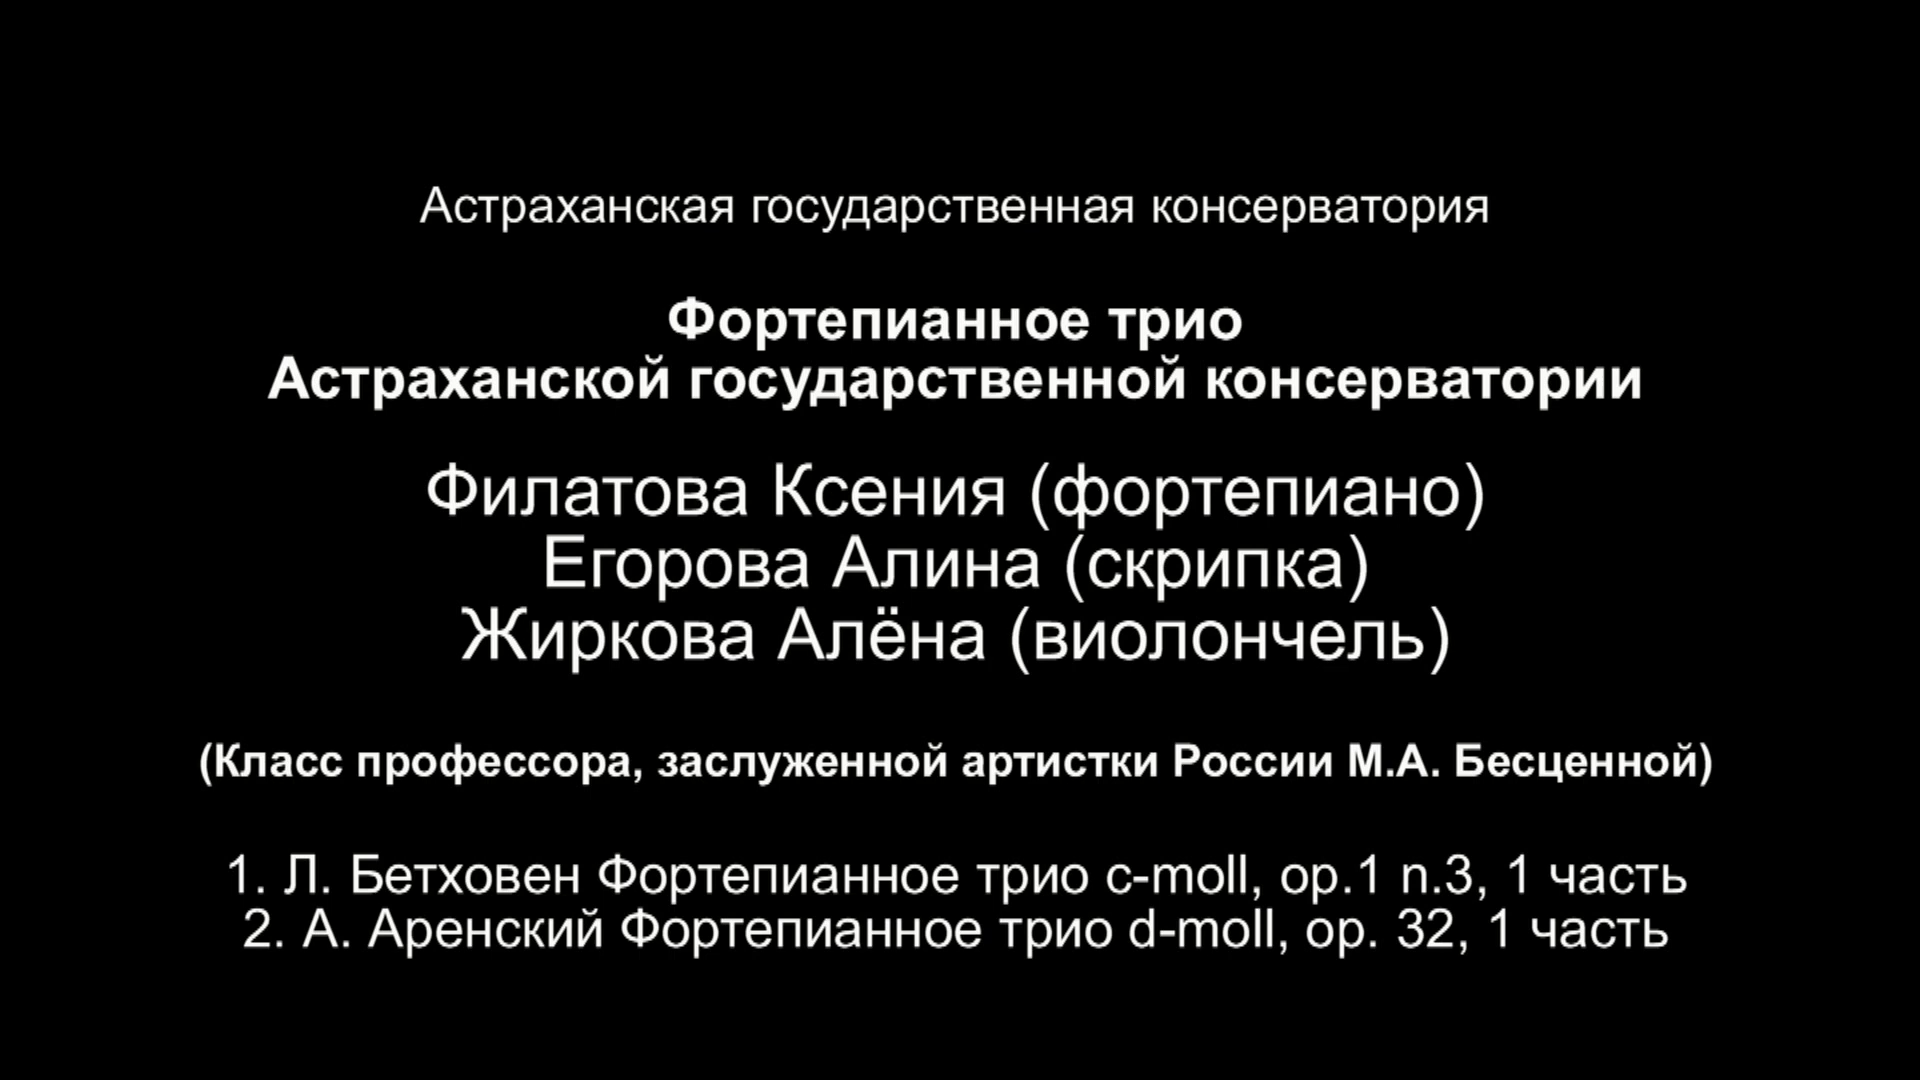 Астраханская государственная консерватория
Фортепианное трио
Астраханской государственной консерватории
Филатова Ксения (фортепиано)
Егорова Алина (скрипка)
Жиркова Алёна (виолончель)
(Класс профессора, заслуженной артистки России М.А. Бесценной)
1. Л. Бетховен Фортепианное трио c-moll, op.1 n.3, 1 часть
2. А. Аренский Фортепианное трио d-moll, op. 32, 1 часть